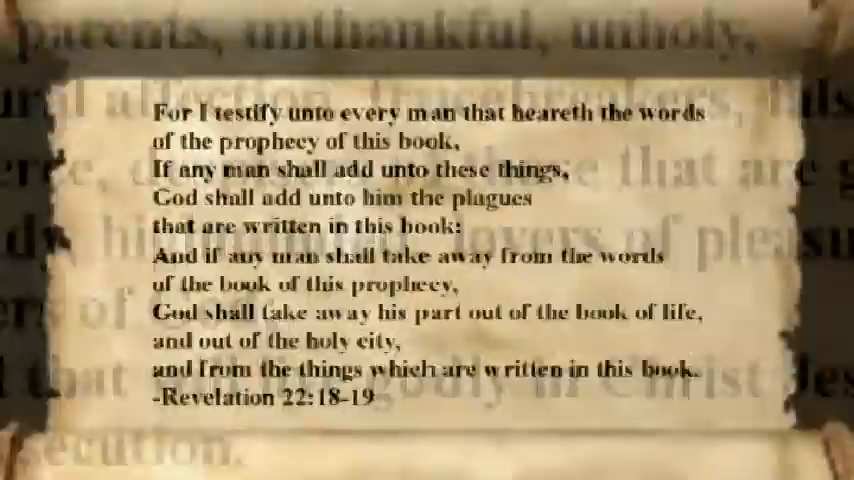 parents, unthankful, unholy,
For I testify unto every man that heareth the words
of the prophecy of this book,
If any man shall add unto these things,
God shall add unto him the plagues
that are written in this book:
And if any man shall take away from the words
of the book of this prophecy,
God shall take away his part out of the book of life,
and out of the holy city,
and from the things which are written in this book.
-Revelation 22:18-19